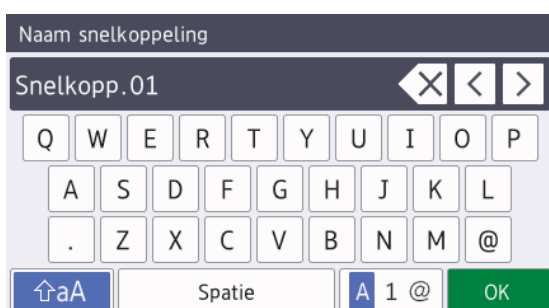 Naam snelkoppeling
Snelkopp.01
Q W E R T Y U I O P
A S D F G H J K L
. Z X C V B N M @
aA Spatie A 1 @ OK